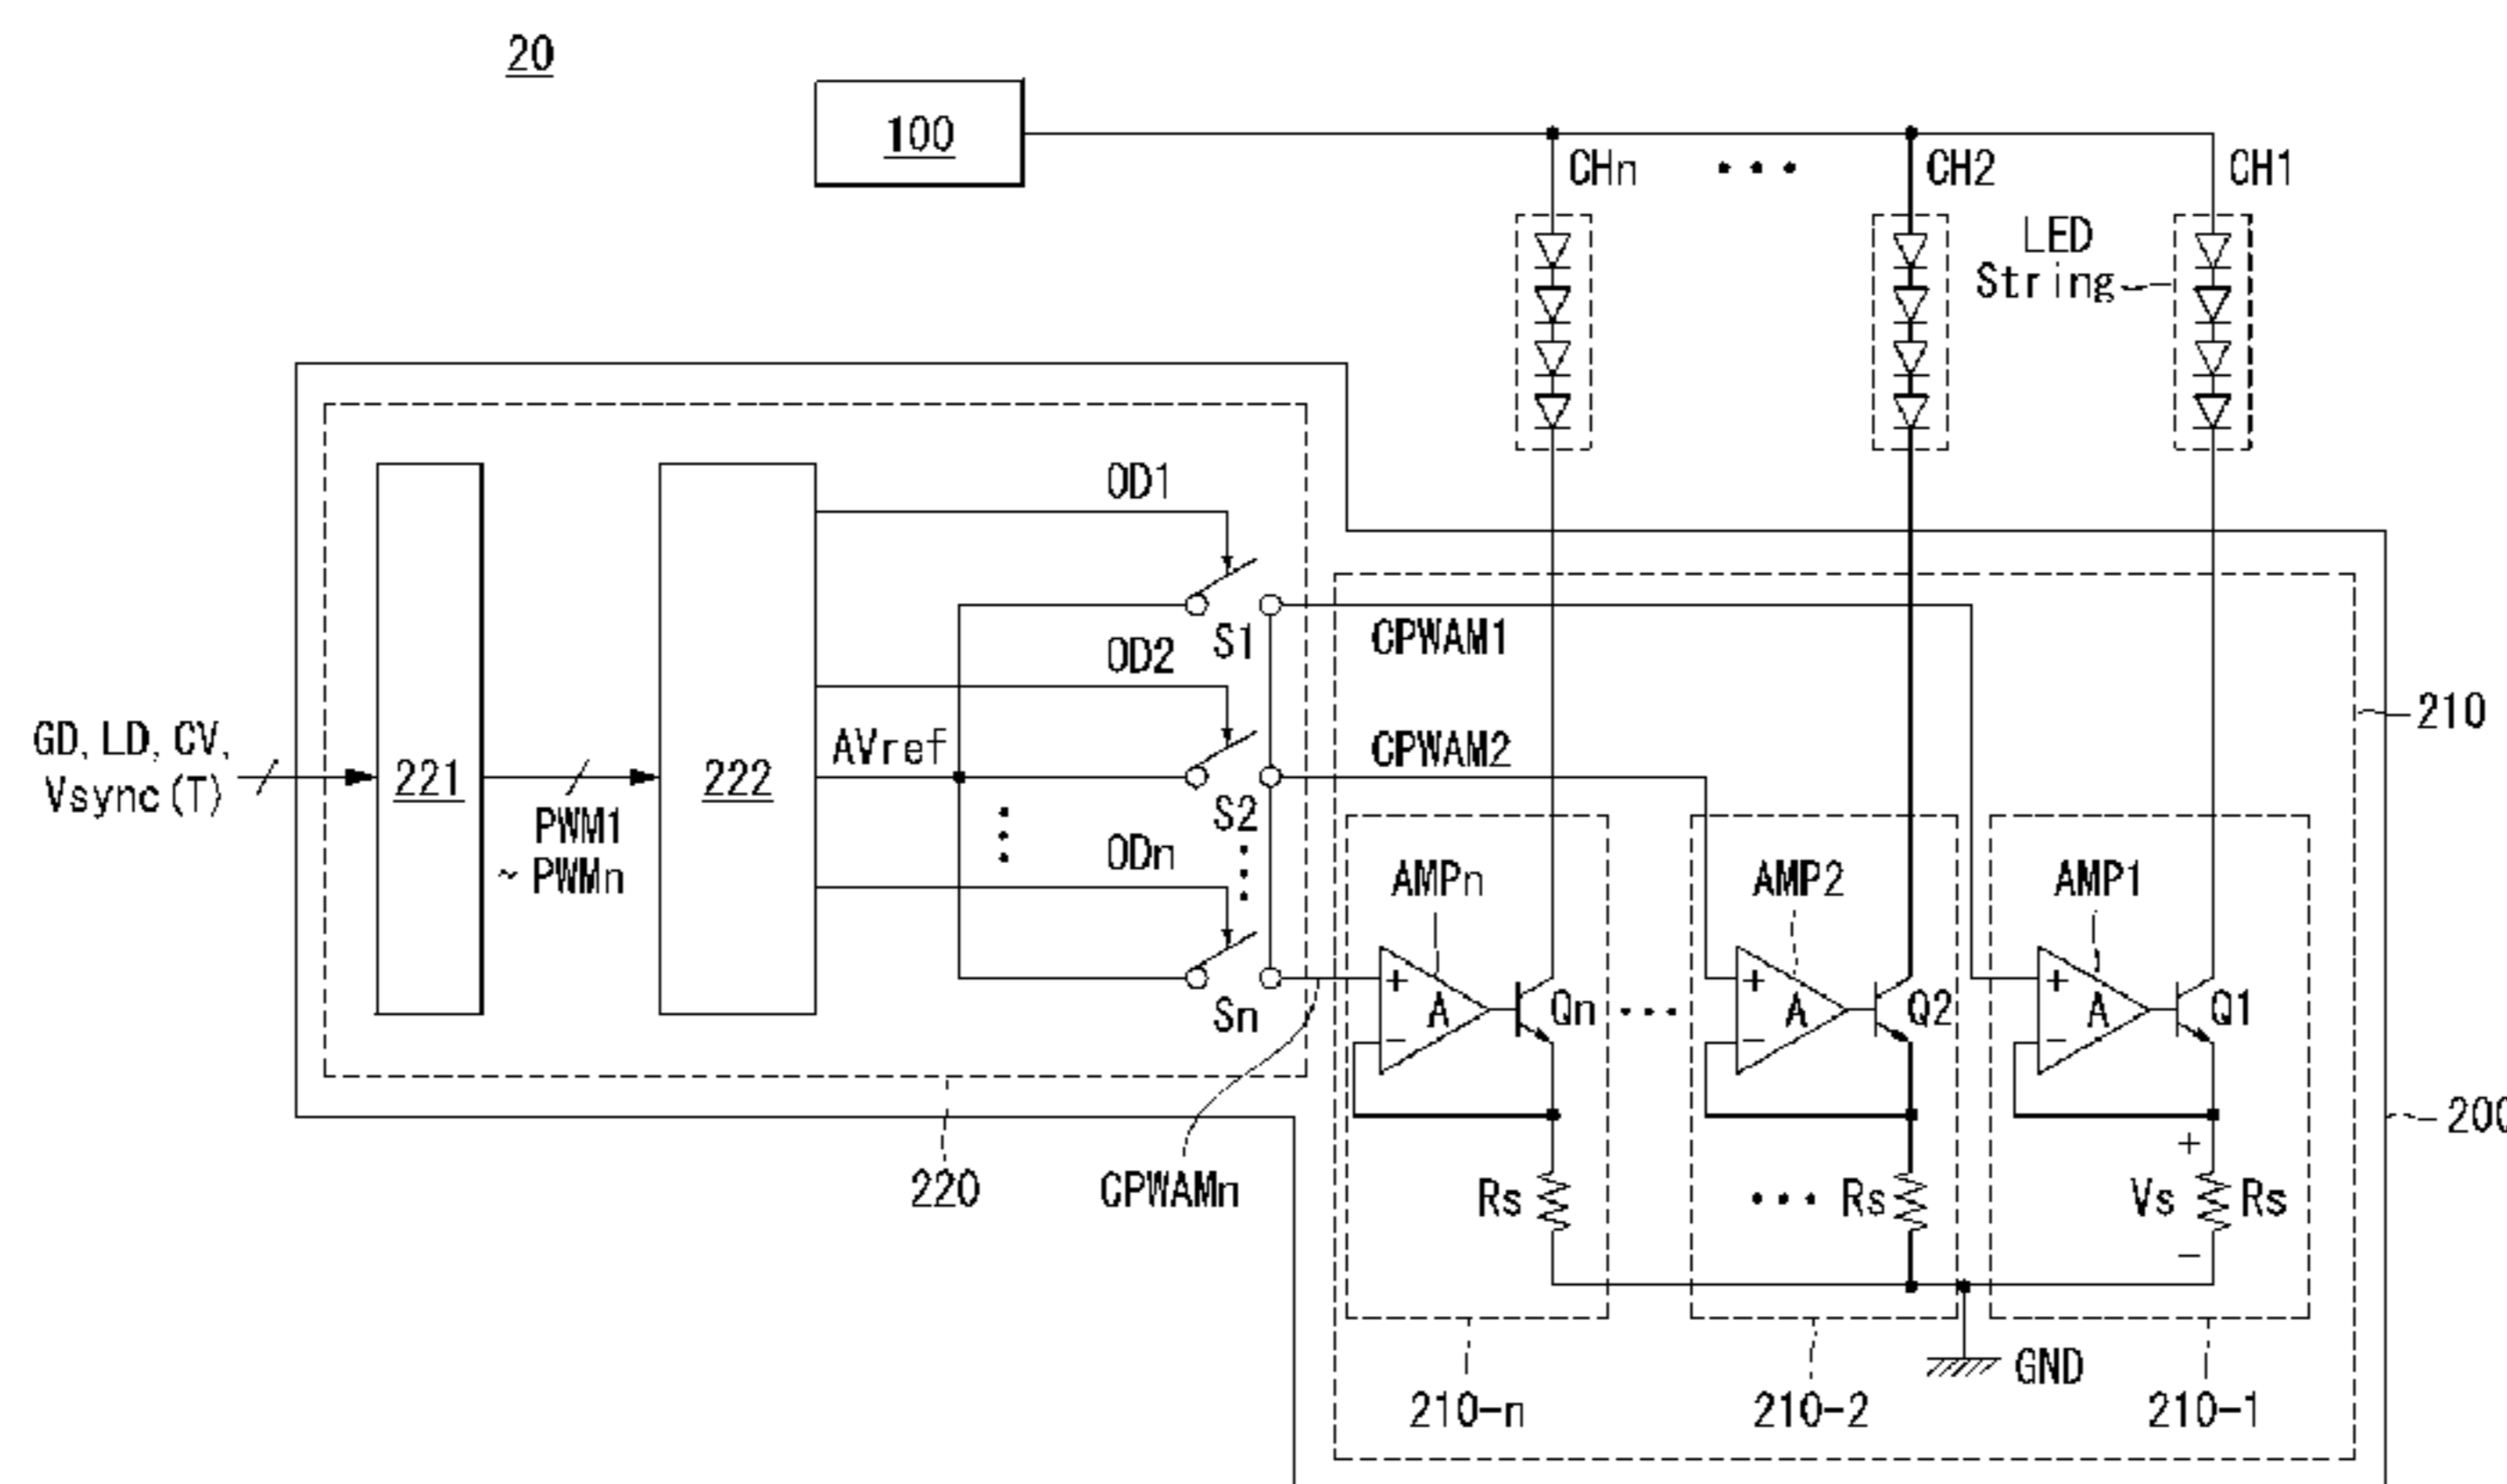 20
100
CHn
CH2
CH1
LED
String
OD1
S1
CPWAM1
OD2
GD, LD, CV,
Vsync(T)
221
PWM1
~ PWMn
222
AVref
S2
CPWAM2
210
ODn
Sn
AMPn
AMP2
AMP1
+
A
−
Qn
+
A
−
Q2
+
A
−
Q1
200
220
CPWAMn
Rs
Rs
+
Vs
−
Rs
GND
210-n
210-2
210-1